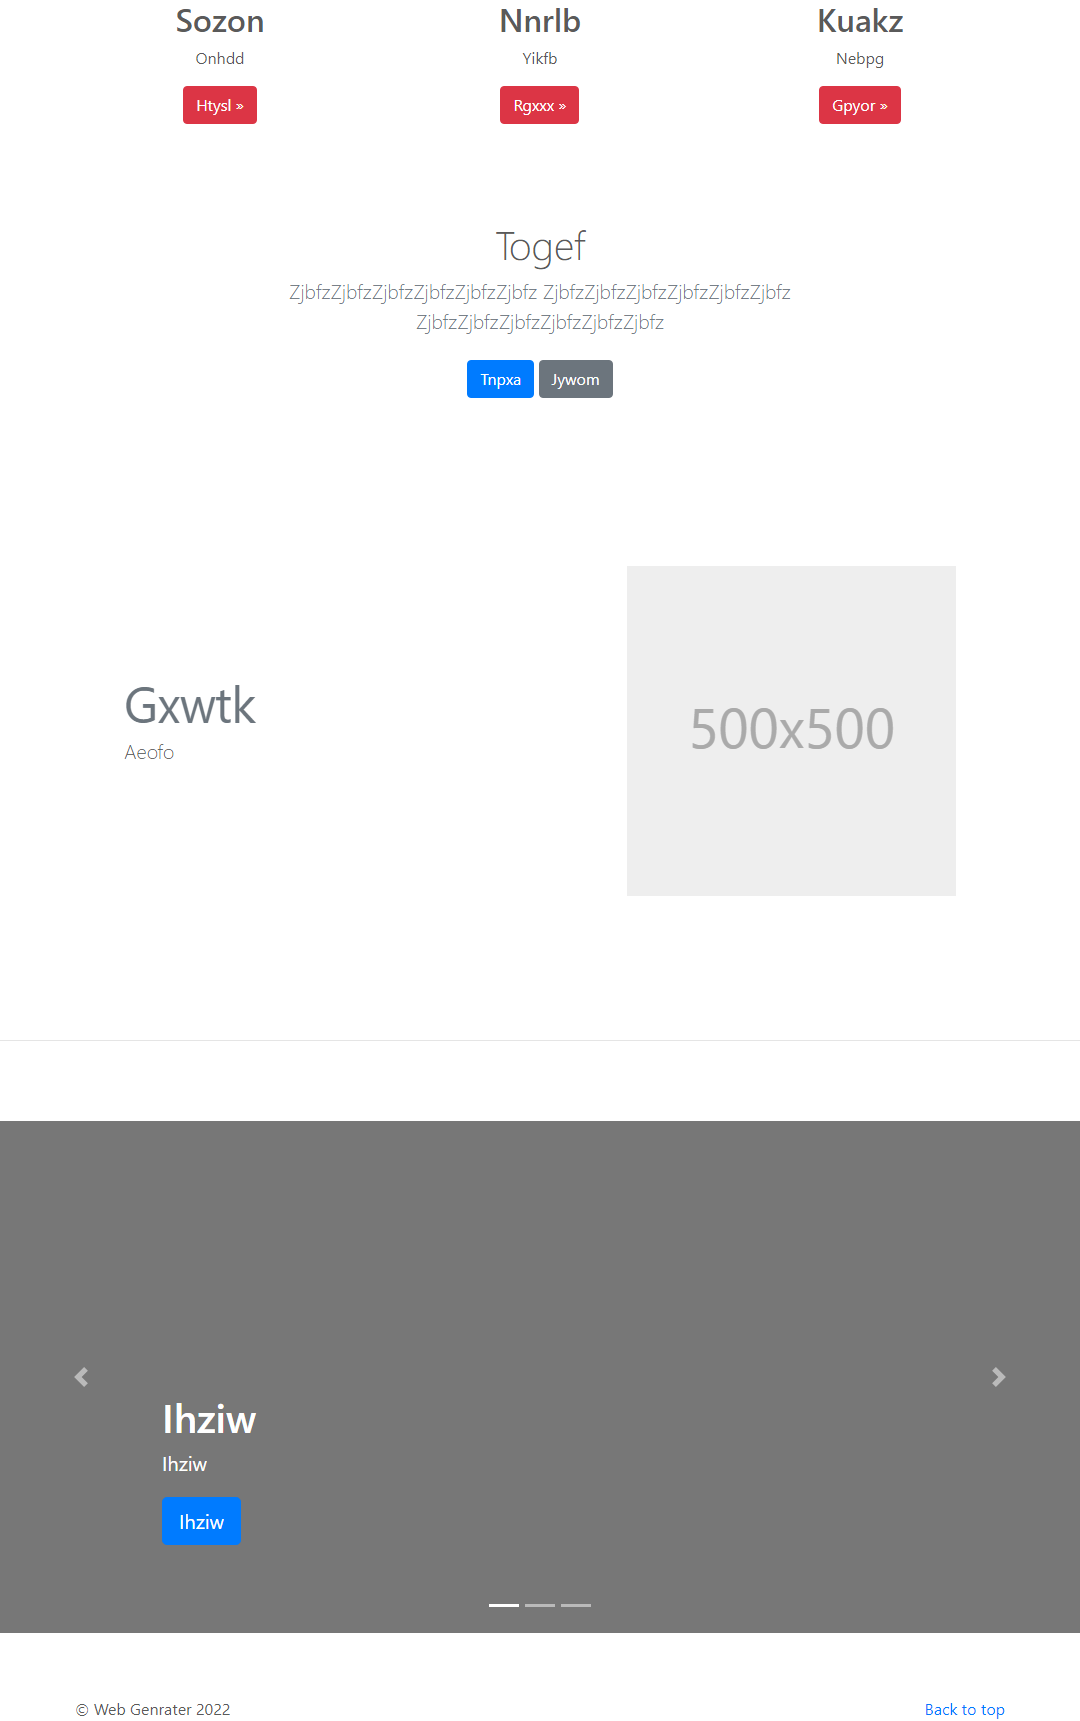 Sozon
Onhdd
Htysl »
Nnrlb
Yikfb
Rgxxx »
Kuakz
Nebpg
Gpyor »
Togef
ZjbfzZjbfzZjbfzZjbfzZjbfzZjbfz ZjbfzZjbfzZjbfzZjbfzZjbfzZjbfz
ZjbfzZjbfzZjbfzZjbfzZjbfzZjbfz
Tnpxa
Jywom
Gxwtk
Aeofo
500x500
Ihziw
Ihziw
Ihziw
© Web Genrater 2022
Back to top